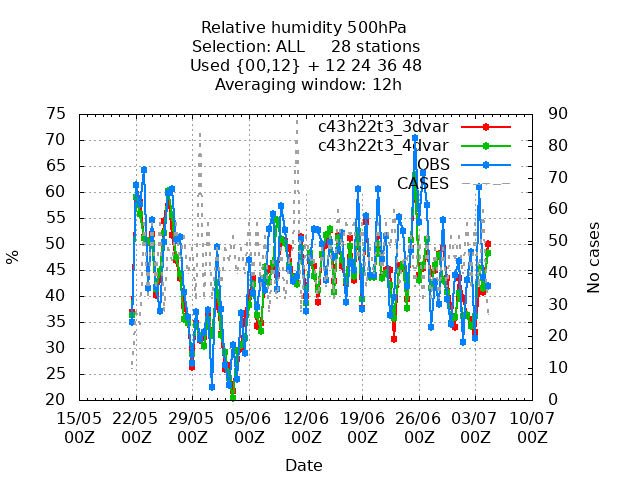 Relative humidity 500hPa
Selection: ALL     28 stations
Used {00,12} + 12 24 36 48
Averaging window: 12h
c43h22t3_3dvar
c43h22t3_4dvar
OBS
CASES
75
70
65
60
55
50
45
40
35
30
25
20
%
90
80
70
60
50
40
30
20
10
0
No cases
15/05 22/05 29/05 05/06 12/06 19/06 26/06 03/07 10/07
00Z 00Z 00Z 00Z 00Z 00Z 00Z 00Z 00Z
Date